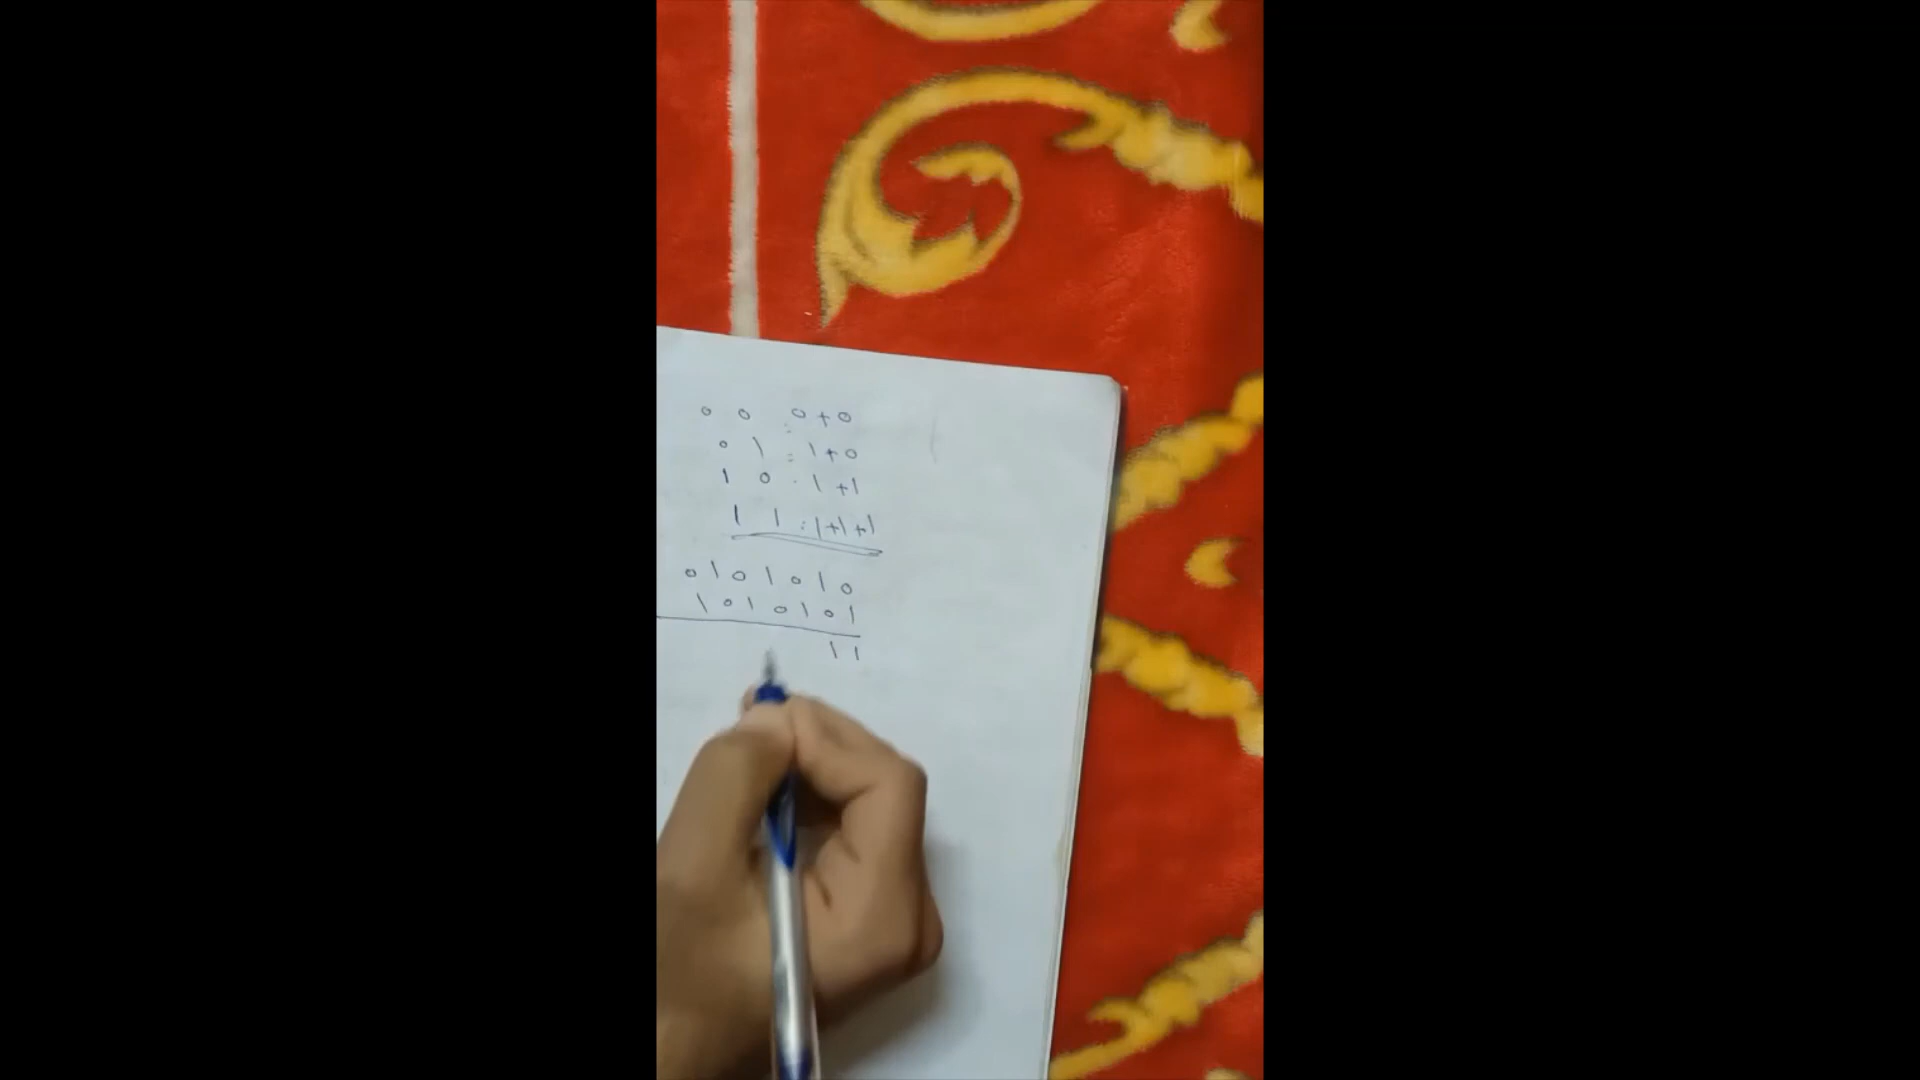 0 0 : 0+0
0 1 : 1+0
1 0 : 1+1
1 1 : 1+1+1
0101010
1010101
11